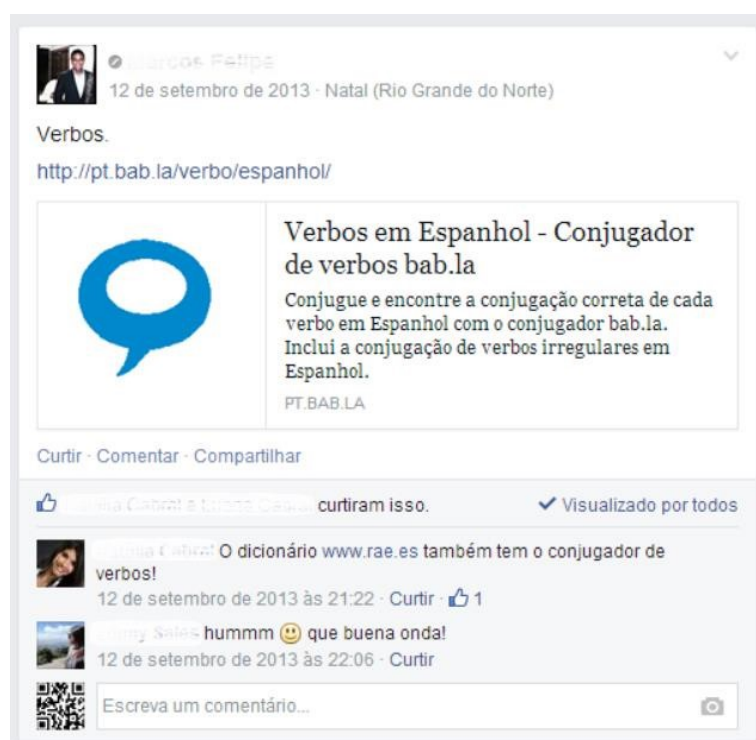 12 de setembro de 2013 · Natal (Rio Grande do Norte)
Verbos.
http://pt.bab.la/verbo/espanhol/
Verbos em Espanhol - Conjugador
de verbos bab.la
Conjugue e encontre a conjugação correta de cada
verbo em Espanhol com o conjugador bab.la.
Inclui a conjugação de verbos irregulares em
Espanhol.
PT.BAB.LA
Curtir · Comentar · Compartilhar
curtiram isso. Visualizado por todos
O dicionário www.rae.es também tem o conjugador de
verbos!
12 de setembro de 2013 às 21:22 · Curtir · 1
hummm que buena onda!
12 de setembro de 2013 às 22:06 · Curtir
Escreva um comentário...